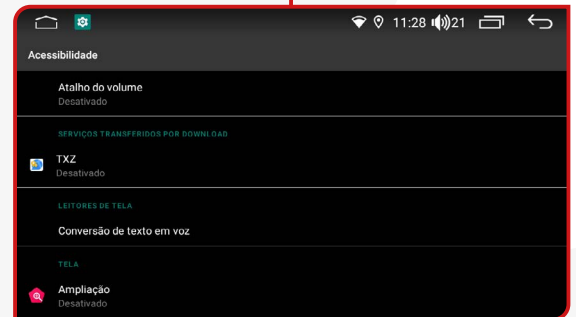 11:28 21
Acessibilidade
Atalho do volume
Desativado
SERVIÇOS TRANSFERIDOS POR DOWNLOAD
TXZ
Desativado
LEITORES DE TELA
Conversão de texto em voz
TELA
Ampliação
Desativado